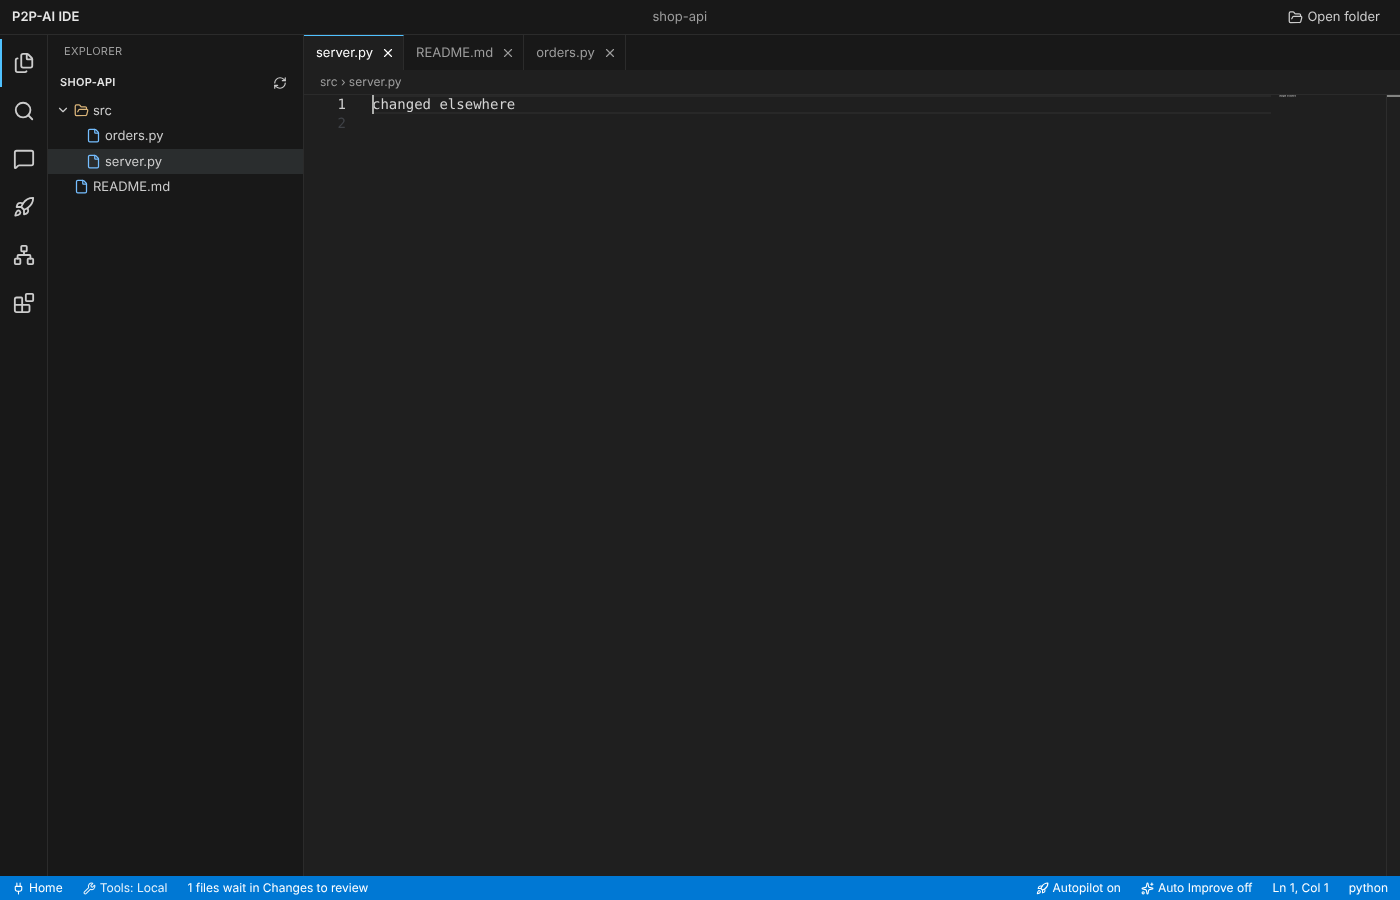 P2P-AI IDE
shop-api
Open folder
EXPLORER
SHOP-API
src
orders.py
server.py
README.md
server.py
README.md
orders.py
src › server.py
1 changed elsewhere
2
Home
Tools: Local
1 files wait in Changes to review
Autopilot on
Auto Improve off
Ln 1, Col 1
python